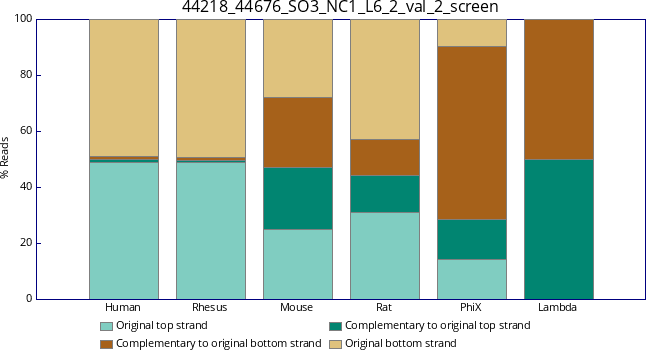 44218_44676_SO3_NC1_L6_2_val_2_screen
100
80
60
40
20
0
% Reads
Human Rhesus Mouse Rat PhiX Lambda
Original top strand Complementary to original top strand
Complementary to original bottom strand Original bottom strand